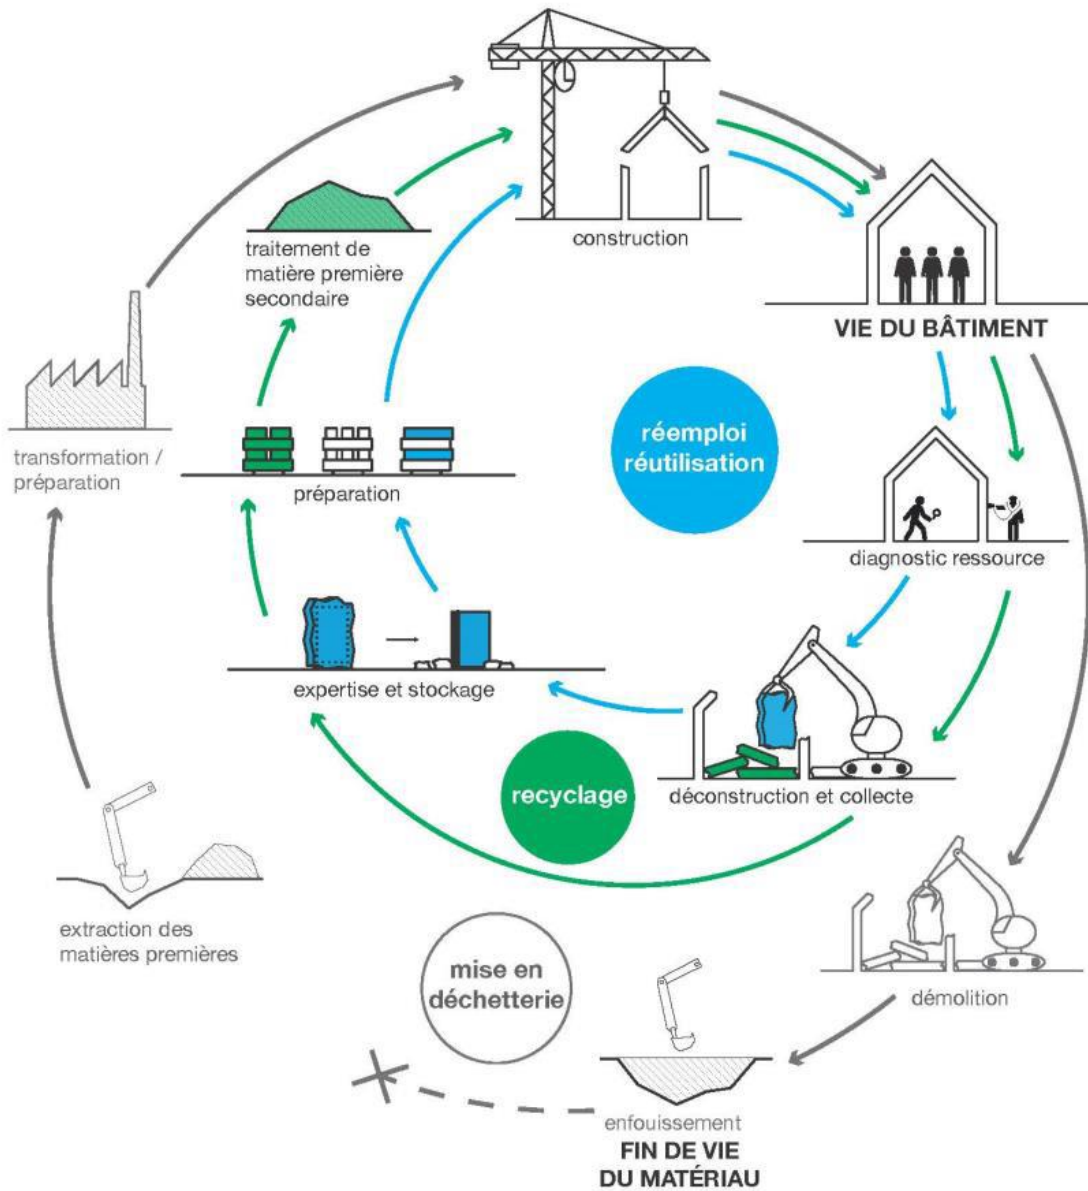 construction
traitement de
matière première
secondaire
VIE DU BÂTIMENT
réemploi
réutilisation
transformation /
préparation
préparation
diagnostic ressource
expertise et stockage
recyclage
déconstruction et collecte
extraction des
matières premières
mise en
déchetterie
démolition
enfouissement
FIN DE VIE
DU MATÉRIAU